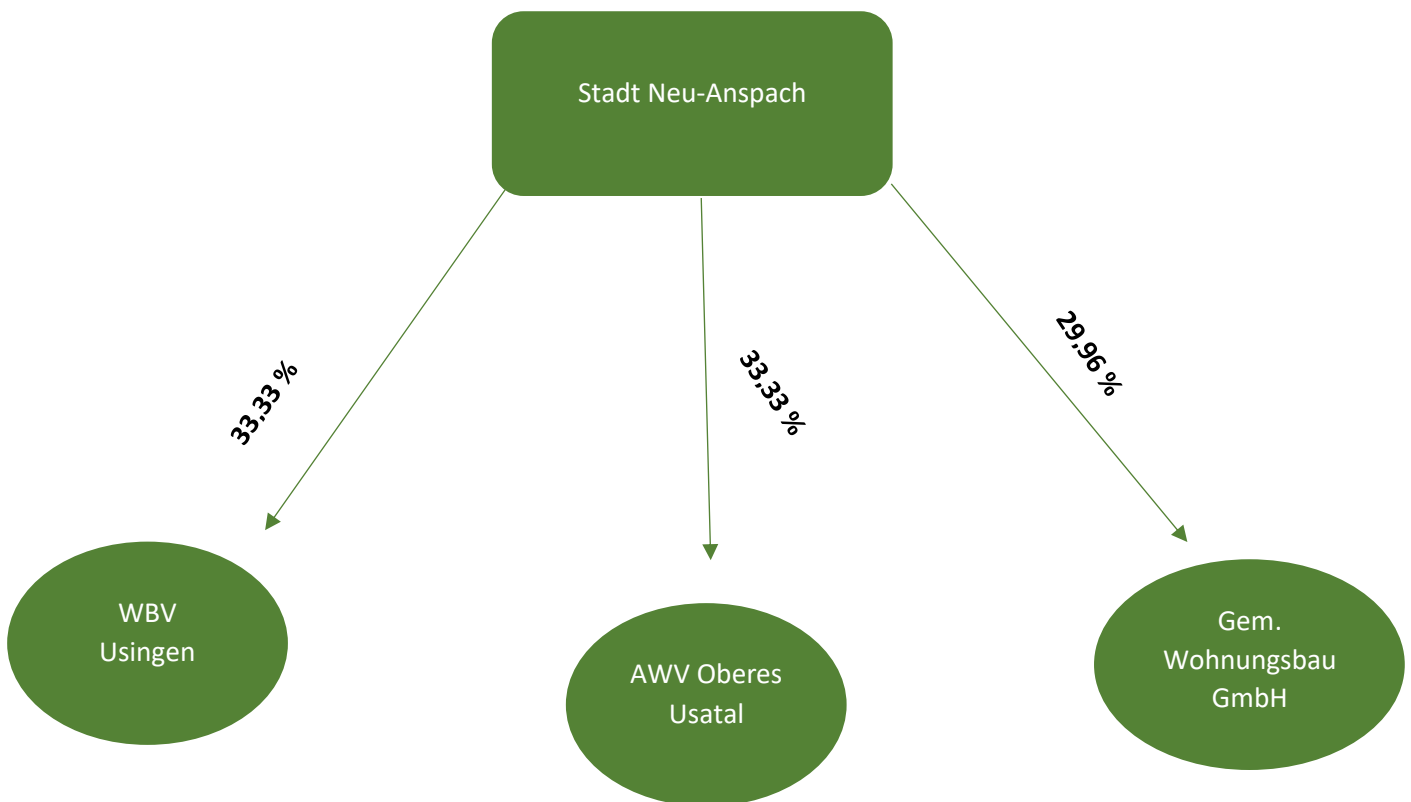 Stadt Neu-Anspach
33,33 %
33,33 %
29,96 %
WBV
Usingen
AWV Oberes
Usatal
Gem.
Wohnungsbau
GmbH